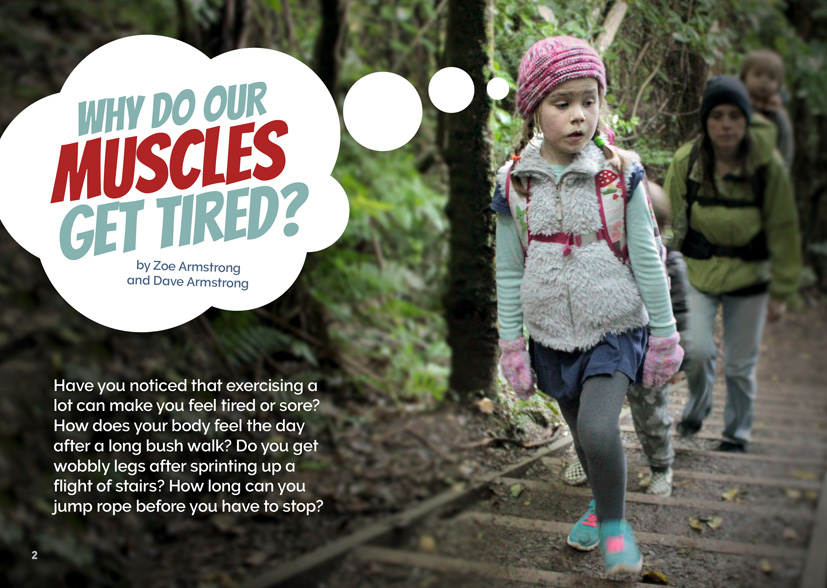 WHY DO OUR
MUSCLES
GET TIRED?
by Zoe Armstrong
and Dave Armstrong
Have you noticed that exercising a
lot can make you feel tired or sore?
How does your body feel the day
after a long bush walk? Do you get
wobbly legs after sprinting up a
flight of stairs? How long can you
jump rope before you have to stop?
2